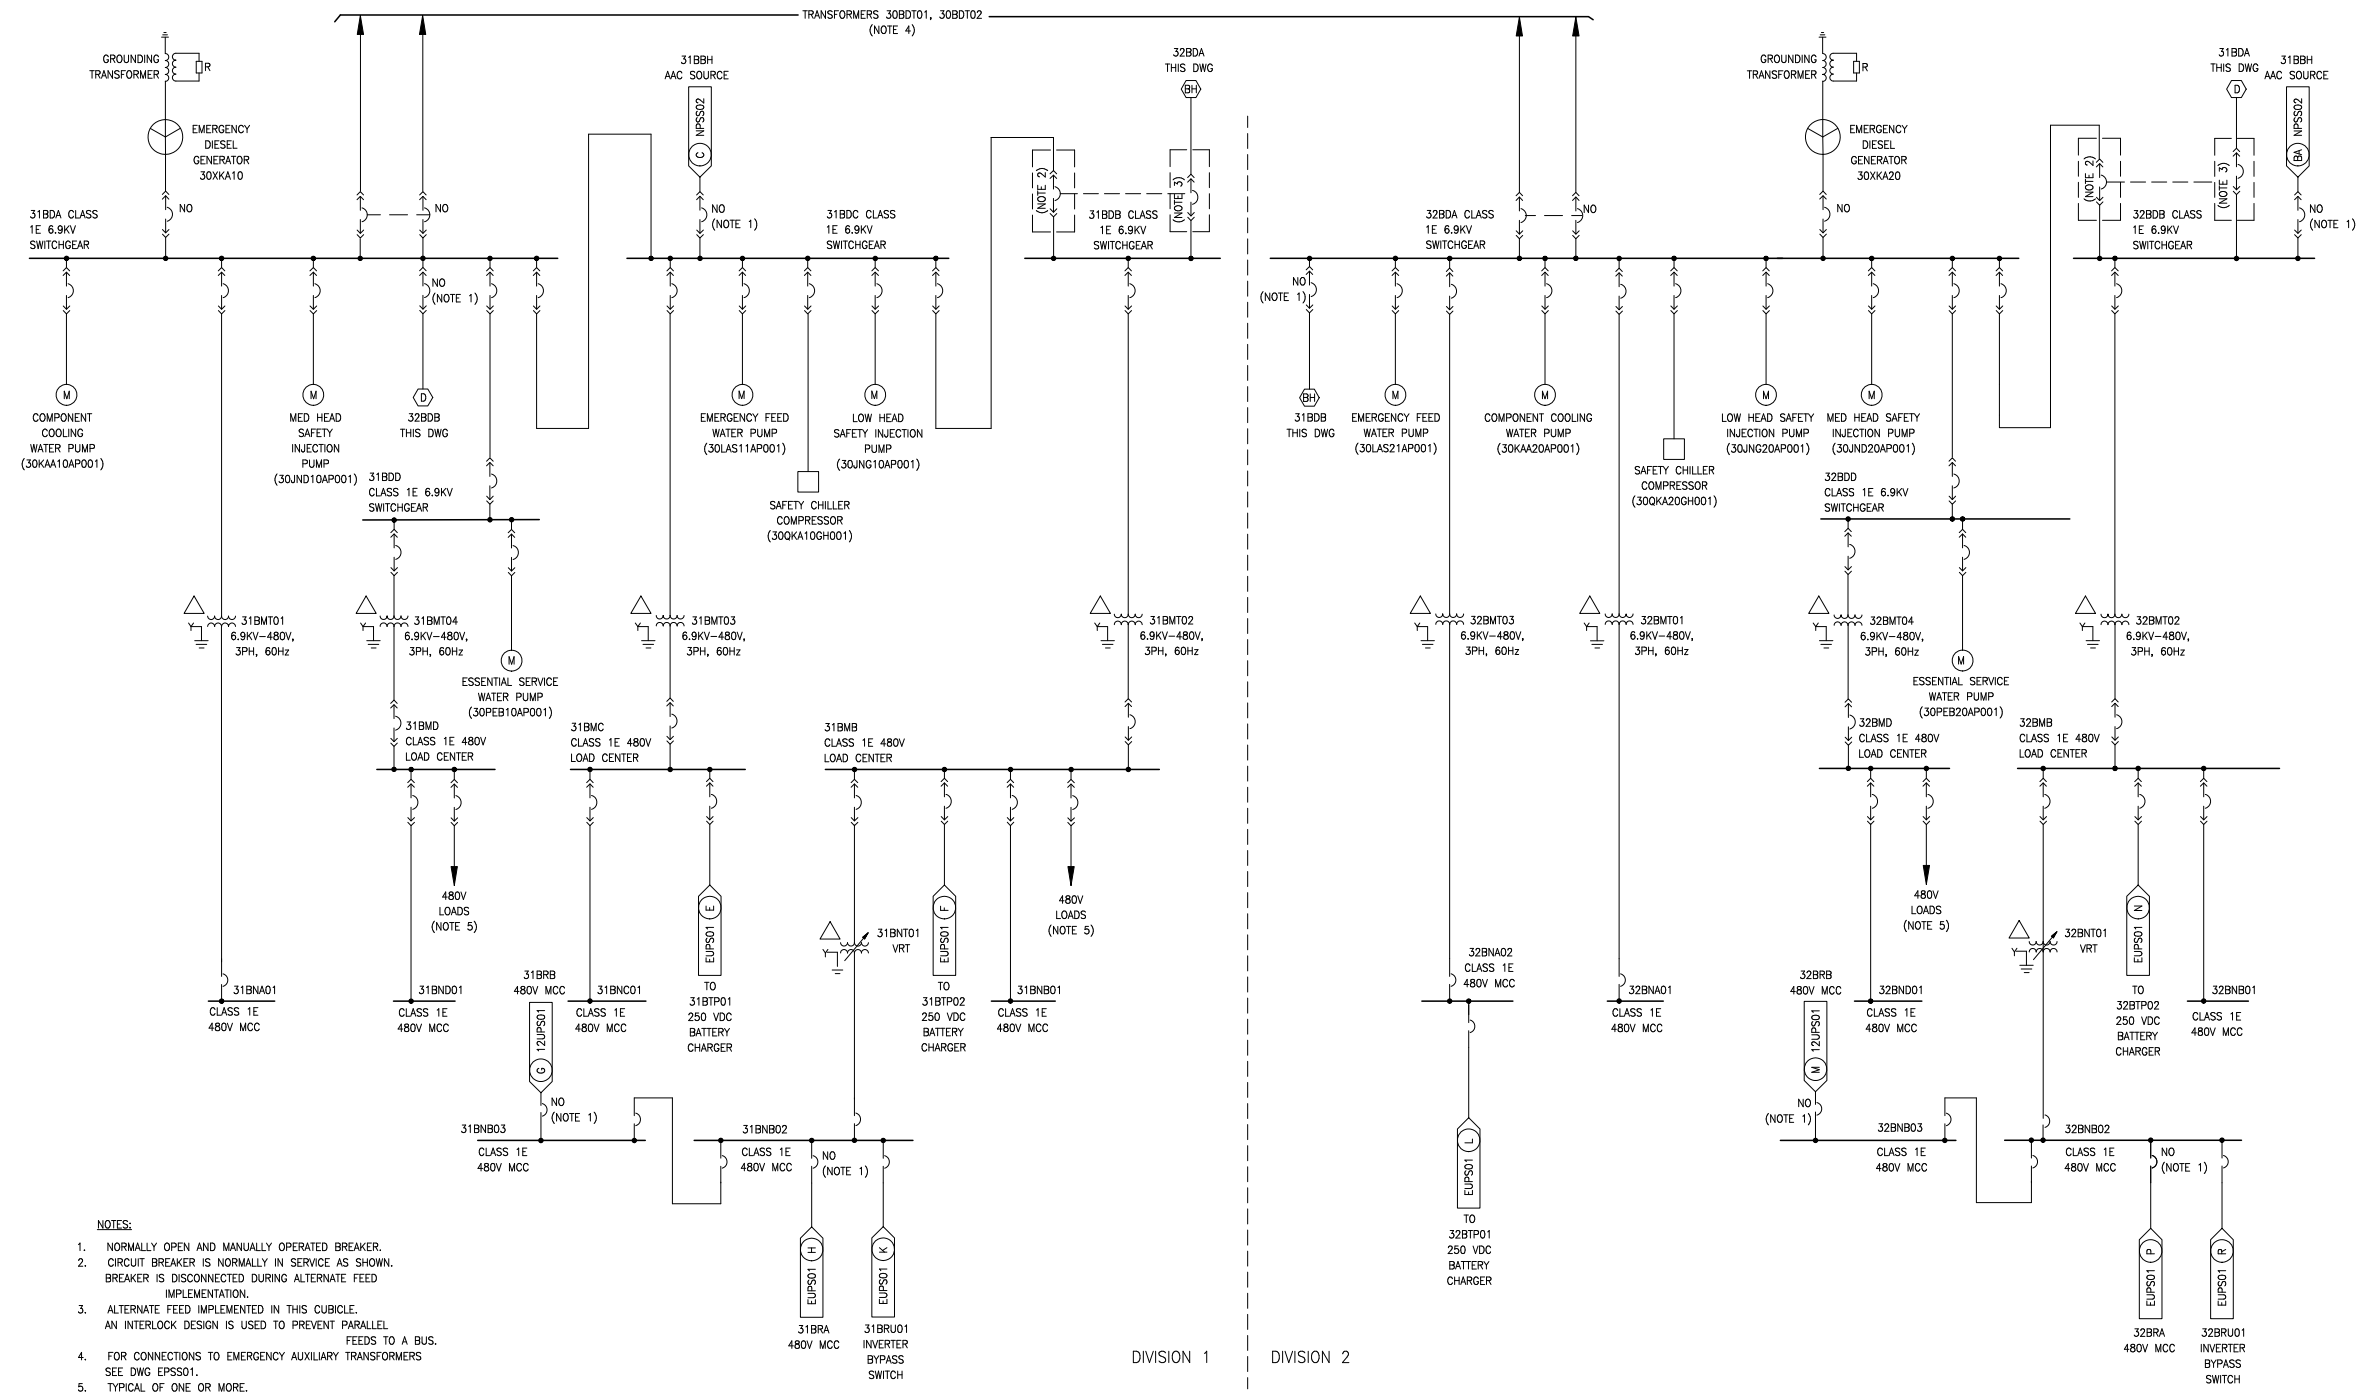 TRANSFORMERS 30BDT01, 30BDT02
(NOTE 4)
GROUNDING
TRANSFORMER
R
EMERGENCY
DIESEL
GENERATOR
30XKA10
NO
NO
31BBH
AAC SOURCE
NPSS02
C
NO
(NOTE 1)
32BDA
THIS DWG
BH
(NOTE 2)
(NOTE 3)
31BDA CLASS
1E 6.9KV
SWITCHGEAR
31BDC CLASS
1E 6.9KV
SWITCHGEAR
31BDB CLASS
1E 6.9KV
SWITCHGEAR
NO
(NOTE 1)
M
COMPONENT
COOLING
WATER PUMP
(30KAA10AP001)
M
MED HEAD
SAFETY
INJECTION
PUMP
(30JND10AP001)
D
32BDB
THIS DWG
M
EMERGENCY FEED
WATER PUMP
(30LAS11AP001)
M
LOW HEAD
SAFETY INJECTION
PUMP
(30JNG10AP001)
SAFETY CHILLER
COMPRESSOR
(30QKA10GH001)
31BDD
CLASS 1E 6.9KV
SWITCHGEAR
Y
31BMT01
6.9KV-480V,
3PH, 60Hz
Y
31BMT04
6.9KV-480V,
3PH, 60Hz
Y
31BMT03
6.9KV-480V,
3PH, 60Hz
Y
31BMT02
6.9KV-480V,
3PH, 60Hz
M
ESSENTIAL SERVICE
WATER PUMP
(30PEB10AP001)
31BMD
CLASS 1E 480V
LOAD CENTER
31BMC
CLASS 1E 480V
LOAD CENTER
31BMB
CLASS 1E 480V
LOAD CENTER
480V
LOADS
(NOTE 5)
E
EUPS01
TO
31BTP01
250 VDC
BATTERY
CHARGER
Y
31BNT01
VRT
F
EUPS01
TO
31BTP02
250 VDC
BATTERY
CHARGER
480V
LOADS
(NOTE 5)
31BNA01
CLASS 1E
480V MCC
31BND01
CLASS 1E
480V MCC
31BRB
480V MCC
12UPS01
G
NO
(NOTE 1)
31BNC01
CLASS 1E
480V MCC
31BNB01
CLASS 1E
480V MCC
31BNB03
CLASS 1E
480V MCC
31BNB02
CLASS 1E
480V MCC
NO
(NOTE 1)
H
EUPS01
31BRA
480V MCC
K
EUPS01
31BRU01
INVERTER
BYPASS
SWITCH
NOTES:
1. NORMALLY OPEN AND MANUALLY OPERATED BREAKER.
2. CIRCUIT BREAKER IS NORMALLY IN SERVICE AS SHOWN.
BREAKER IS DISCONNECTED DURING ALTERNATE FEED
IMPLEMENTATION.
3. ALTERNATE FEED IMPLEMENTED IN THIS CUBICLE.
AN INTERLOCK DESIGN IS USED TO PREVENT PARALLEL
FEEDS TO A BUS.
4. FOR CONNECTIONS TO EMERGENCY AUXILIARY TRANSFORMERS
SEE DWG EPSS01.
5. TYPICAL OF ONE OR MORE.
DIVISION 1
DIVISION 2
GROUNDING
TRANSFORMER
R
EMERGENCY
DIESEL
GENERATOR
30XKA20
NO
NO
31BDA
THIS DWG
D
31BBH
AAC SOURCE
NPSS02
BA
NO
(NOTE 1)
(NOTE 2)
(NOTE 3)
32BDA CLASS
1E 6.9KV
SWITCHGEAR
32BDB CLASS
1E 6.9KV
SWITCHGEAR
NO
(NOTE 1)
BH
31BDB
THIS DWG
M
EMERGENCY FEED
WATER PUMP
(30LAS21AP001)
M
COMPONENT COOLING
WATER PUMP
(30KAA20AP001)
SAFETY CHILLER
COMPRESSOR
(30QKA20GH001)
M
LOW HEAD SAFETY
INJECTION PUMP
(30JNG20AP001)
M
MED HEAD SAFETY
INJECTION PUMP
(30JND20AP001)
32BDD
CLASS 1E 6.9KV
SWITCHGEAR
Y
32BMT03
6.9KV-480V,
3PH, 60Hz
Y
32BMT01
6.9KV-480V,
3PH, 60Hz
Y
32BMT04
6.9KV-480V,
3PH, 60Hz
Y
32BMT02
6.9KV-480V,
3PH, 60Hz
M
ESSENTIAL SERVICE
WATER PUMP
(30PEB20AP001)
32BMD
CLASS 1E 480V
LOAD CENTER
32BMB
CLASS 1E 480V
LOAD CENTER
480V
LOADS
(NOTE 5)
Y
32BNT01
VRT
N
EUPS01
TO
32BTP02
250 VDC
BATTERY
CHARGER
32BNA02
CLASS 1E
480V MCC
32BNA01
CLASS 1E
480V MCC
32BRB
480V MCC
12UPS01
M
NO
(NOTE 1)
32BND01
CLASS 1E
480V MCC
32BNB01
CLASS 1E
480V MCC
L
EUPS01
TO
32BTP01
250 VDC
BATTERY
CHARGER
32BNB03
CLASS 1E
480V MCC
32BNB02
CLASS 1E
480V MCC
NO
(NOTE 1)
P
EUPS01
32BRA
480V MCC
R
EUPS01
32BRU01
INVERTER
BYPASS
SWITCH